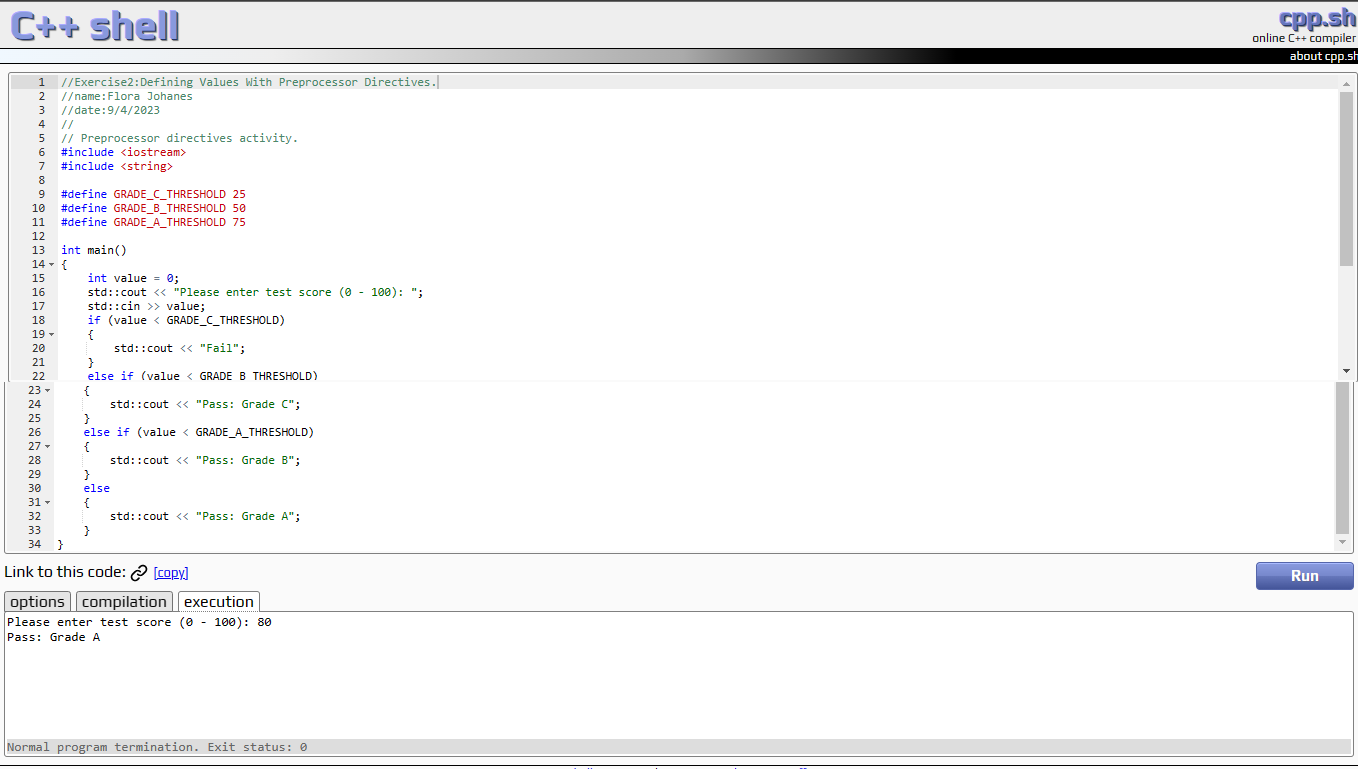 C++ shell
cpp.sh
online C++ compiler
about cpp.sh
1 //Exercise2:Defining Values With Preprocessor Directives.
2 //name:Flora Johanes
3 //date:9/4/2023
4 //
5 // Preprocessor directives activity.
6 #include <iostream>
7 #include <string>
8
9 #define GRADE_C_THRESHOLD 25
10 #define GRADE_B_THRESHOLD 50
11 #define GRADE_A_THRESHOLD 75
12
13 int main()
14 {
15     int value = 0;
16     std::cout << "Please enter test score (0 - 100): ";
17     std::cin >> value;
18     if (value < GRADE_C_THRESHOLD)
19     {
20         std::cout << "Fail";
21     }
22     else if (value < GRADE_B_THRESHOLD)
23     {
24         std::cout << "Pass: Grade C";
25     }
26     else if (value < GRADE_A_THRESHOLD)
27     {
28         std::cout << "Pass: Grade B";
29     }
30     else
31     {
32         std::cout << "Pass: Grade A";
33     }
34 }
Link to this code: [copy]
Run
options compilation execution
Please enter test score (0 - 100): 80
Pass: Grade A
Normal program termination. Exit status: 0